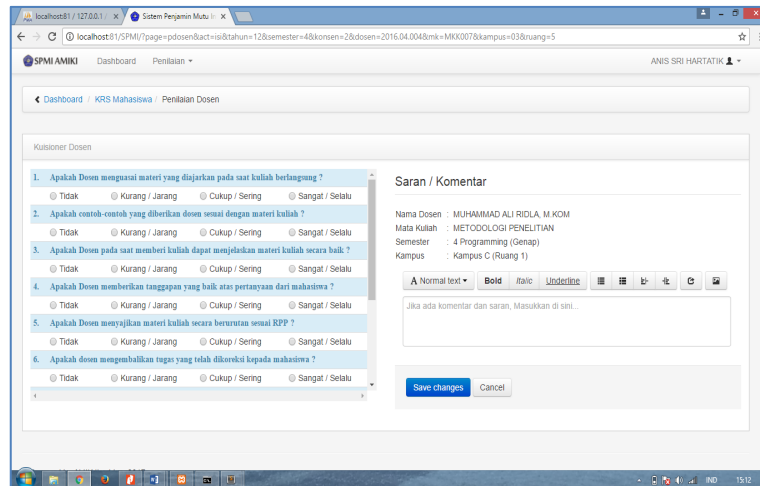 localhost:81 / 127.0.0.1 /
Sistem Penjamin Mutu In
localhost:81/SPMI/?page=pdosen&act=isi&tahun=12&semester=4&konsen=2&dosen=2016.04.004&mk=MKK007&kampus=03&ruang=5
SPMI AMIKI Dashboard Penilaian ANIS SRI HARTATIK
Dashboard / KRS Mahasiswa / Penilaian Dosen
Kuisioner Dosen
1. Apakah Dosen menguasai materi yang diajarkan pada saat kuliah berlangsung ?
Tidak Kurang / Jarang Cukup / Sering Sangat / Selalu
2. Apakah contoh-contoh yang diberikan dosen sesuai dengan materi kuliah ?
Tidak Kurang / Jarang Cukup / Sering Sangat / Selalu
3. Apakah Dosen pada saat memberi kuliah dapat menjelaskan materi kuliah secara baik ?
Tidak Kurang / Jarang Cukup / Sering Sangat / Selalu
4. Apakah Dosen memberikan tanggapan yang baik atas pertanyaan dari mahasiswa ?
Tidak Kurang / Jarang Cukup / Sering Sangat / Selalu
5. Apakah Dosen menyajikan materi kuliah secara berurutan sesuai RPP ?
Tidak Kurang / Jarang Cukup / Sering Sangat / Selalu
6. Apakah dosen mengembalikan tugas yang telah dikoreksi kepada mahasiswa ?
Tidak Kurang / Jarang Cukup / Sering Sangat / Selalu
Saran / Komentar
Nama Dosen : MUHAMMAD ALI RIDLA, M.KOM
Mata Kuliah : METODOLOGI PENELITIAN
Semester : 4 Programming (Genap)
Kampus : Kampus C (Ruang 1)
A Normal text Bold Italic Underline
Jika ada komentar dan saran, Masukkan di sini...
Save changes Cancel
IND 15:12